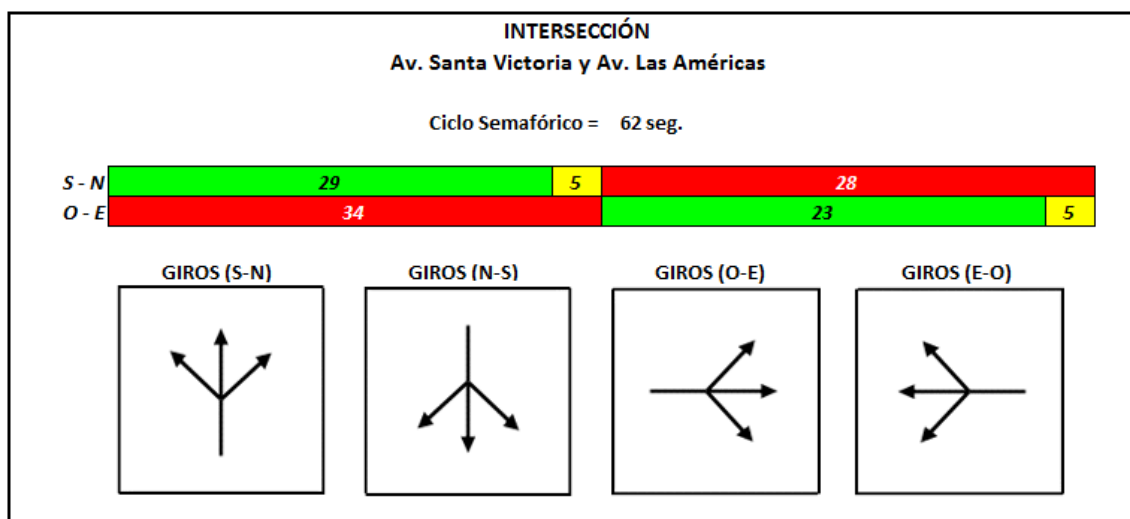 INTERSECCIÓN
Av. Santa Victoria y Av. Las Américas
Ciclo Semafórico = 62 seg.
S - N 29 5 28
O - E 34 23 5
GIROS (S-N) GIROS (N-S) GIROS (O-E) GIROS (E-O)